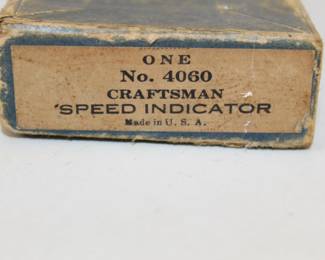 ONE
No. 4060
CRAFTSMAN
SPEED INDICATOR
Made in U. S. A.